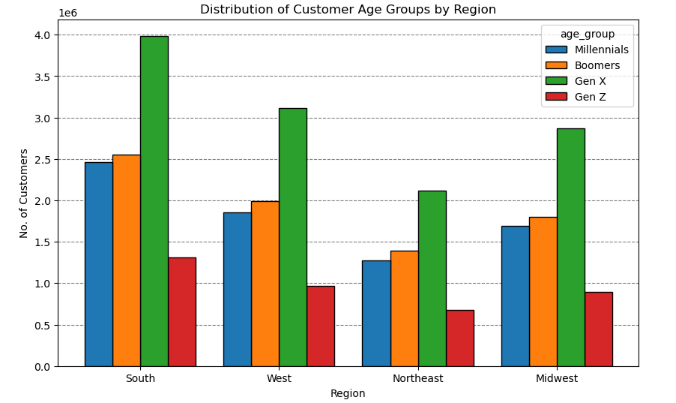 Distribution of Customer Age Groups by Region
1e6
age_group
Millennials
Boomers
Gen X
Gen Z
4.0
3.5
3.0
2.5
2.0
1.5
1.0
0.5
0.0
No. of Customers
South West Northeast Midwest
Region